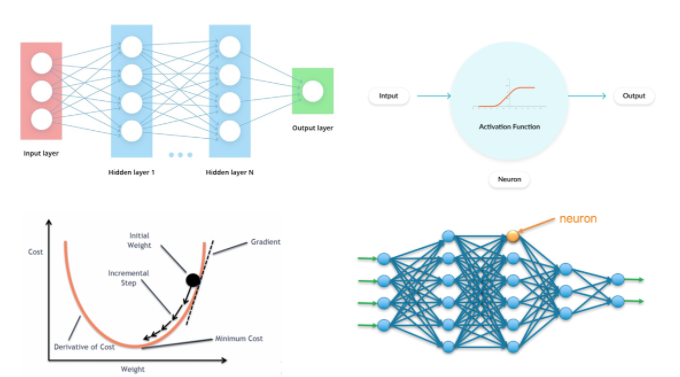 Input layer
Hidden layer 1
Hidden layer N
Output layer
Intput
Activation Function
Output
Neuron
Cost
Initial
Weight
Gradient
Incremental
Step
Derivative of Cost
Minimum Cost
Weight
neuron